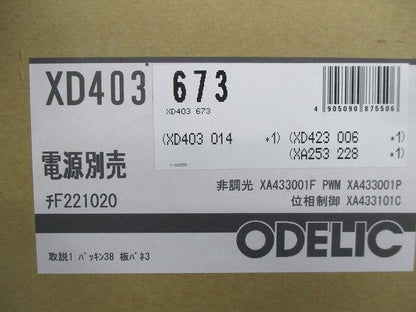 XD403 673
XD403 673
4 905090 875506
(XD403 014 *1) (XD423 006 *1)
(XA253 228 *1)
電源別売
非調光 XA433001F PWM XA433001P
チF221020
位相制御 XA433101C
ODELIC
取説1 パッキン38 板バネ3